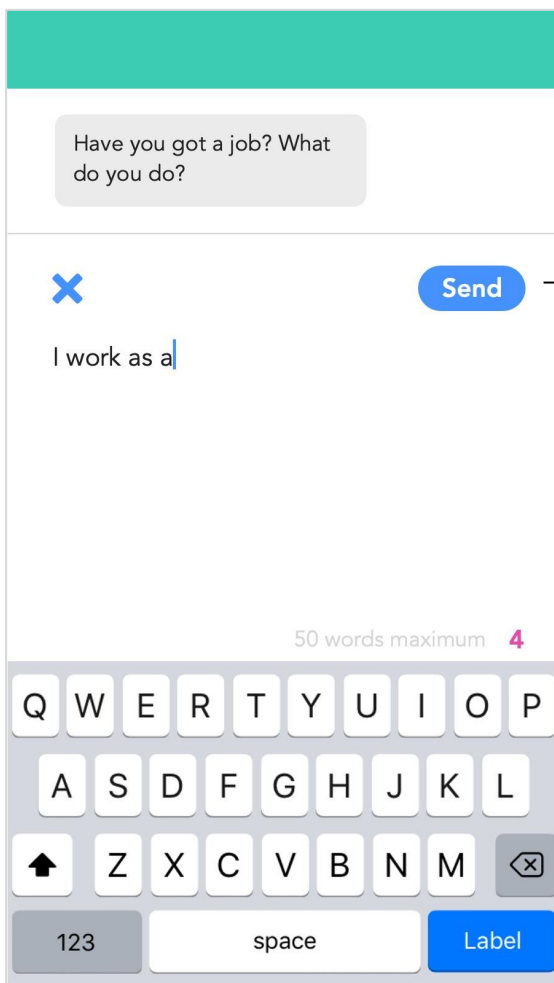 Have you got a job? What
do you do?
Send
I work as a
50 words maximum 4
Q W E R T Y U I O P
A S D F G H J K L
Z X C V B N M
123 space Label